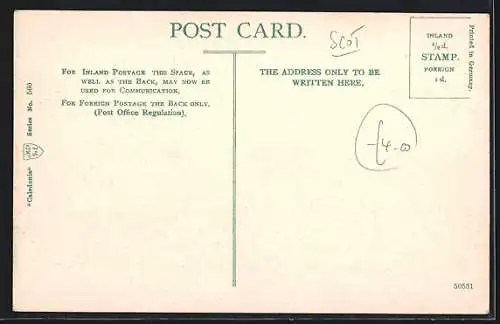 POST CARD.
SCOT
INLAND
½d.
STAMP.
FOREIGN
1d.
Printed in Germany.
FOR INLAND POSTAGE THIS SPACE, AS
WELL AS THE BACK, MAY NOW BE
USED FOR COMMUNICATION.
FOR FOREIGN POSTAGE THE BACK ONLY.
(Post Office Regulation).
THE ADDRESS ONLY TO BE
WRITTEN HERE.
£4-00
"Caledonia" Series No. 560
50551